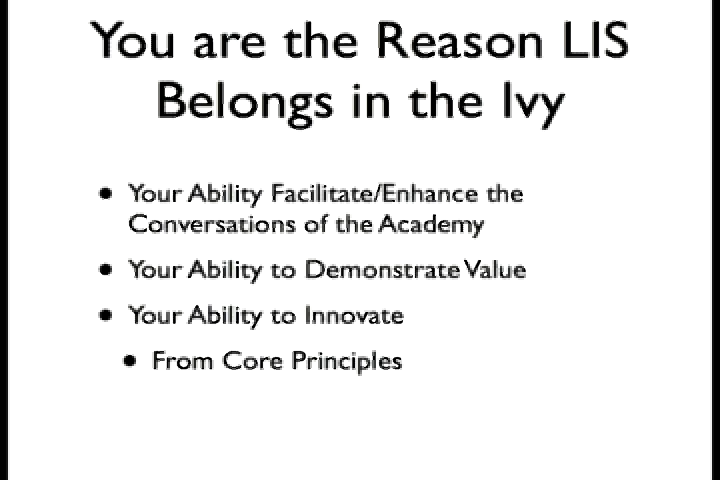 You are the Reason LIS
Belongs in the Ivy
• Your Ability Facilitate/Enhance the
Conversations of the Academy
• Your Ability to Demonstrate Value
• Your Ability to Innovate
• From Core Principles